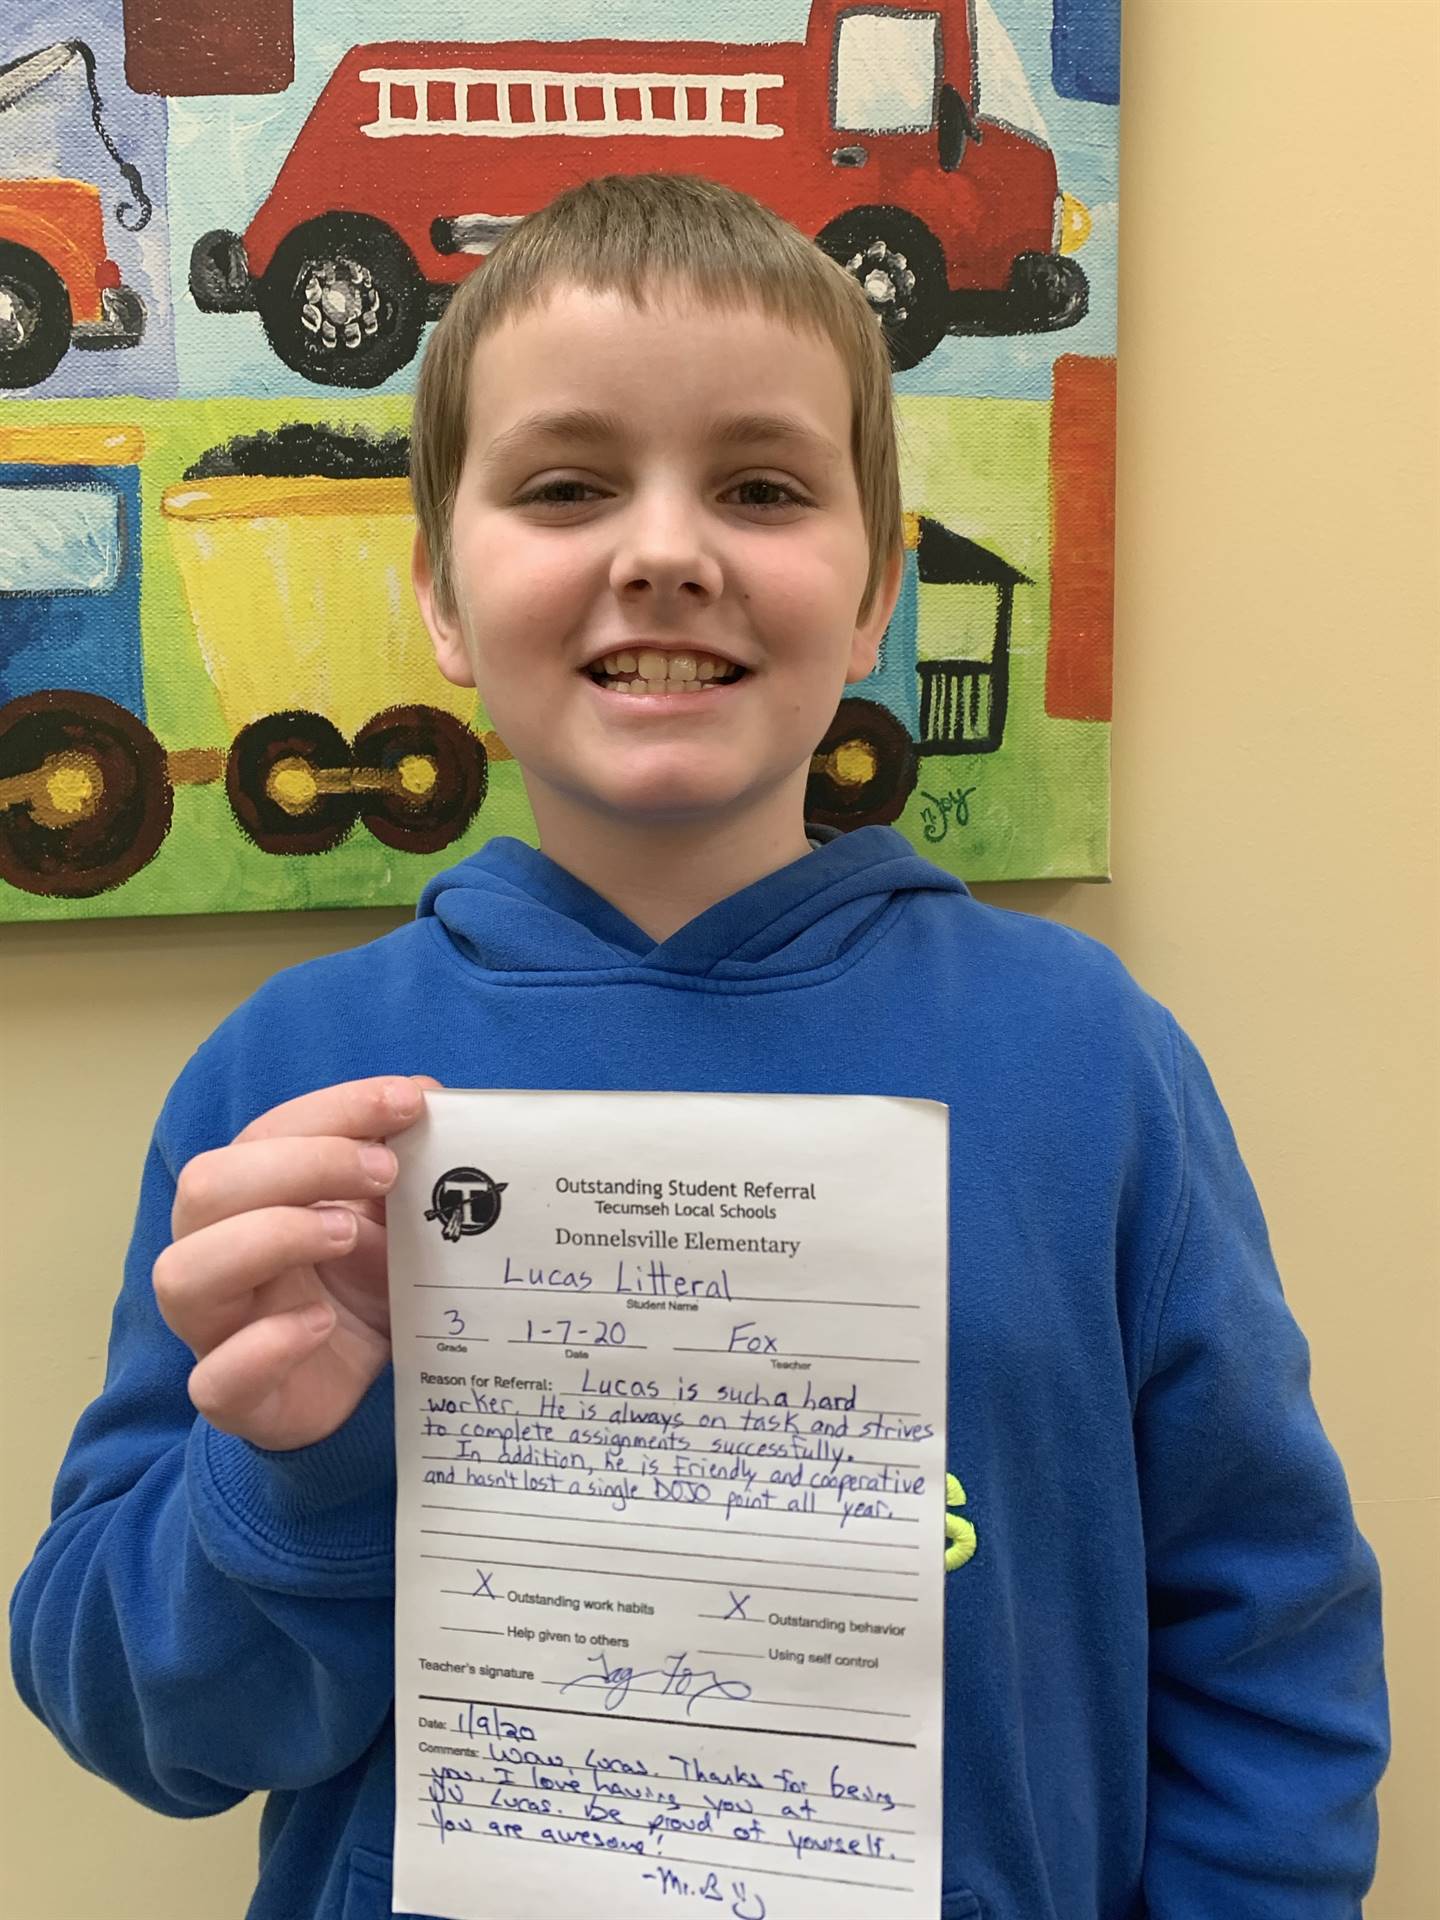 n. Joy
T
Outstanding Student Referral
Tecumseh Local Schools
Donnelsville Elementary
Lucas Litteral
Student Name
3 1-7-20 Fox
Grade Date Teacher
Reason for Referral: Lucas is such a hard
worker. He is always on task and strives
to complete assignments successfully.
In addition, he is friendly and cooperative
and hasn't lost a single DOJO point all year.
X Outstanding work habits X Outstanding behavior
Help given to others Using self control
Teacher's signature Fox
Date: 1/9/20
Comments: Wow, Lucas. Thanks for being
you. I love having you at
DV Lucas. Be proud of yourself.
You are awesome!
-Mr. B
S